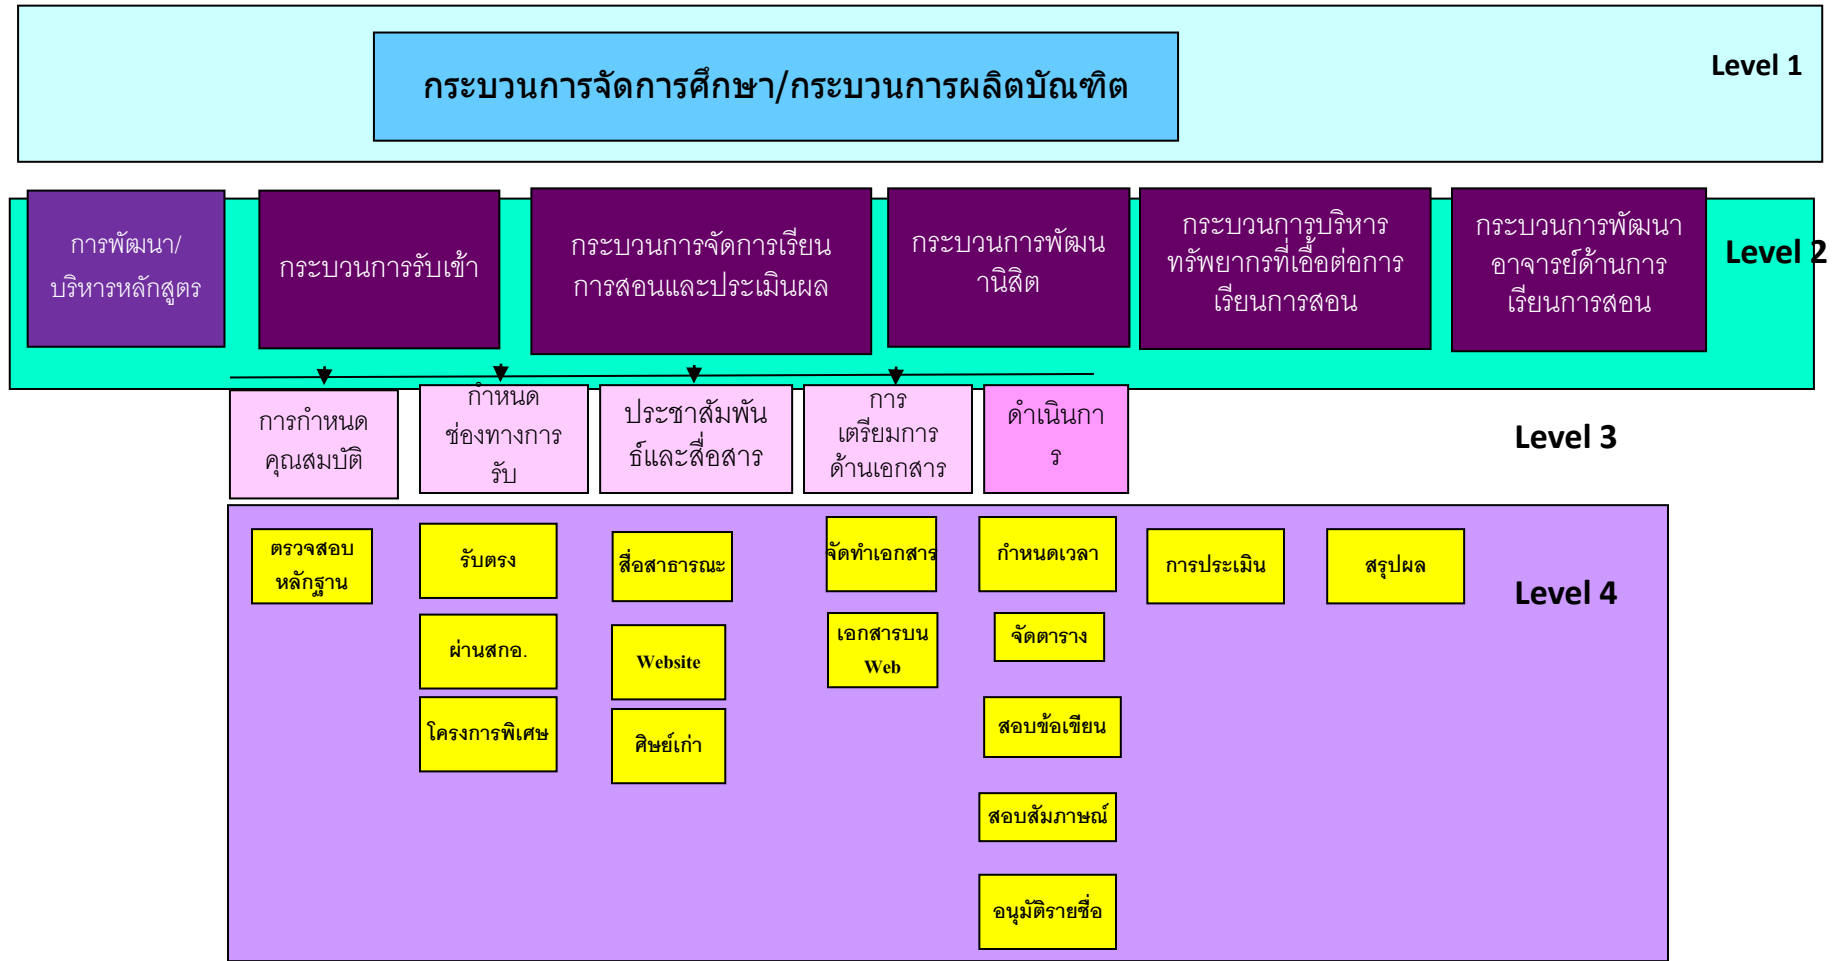 กระบวนการจัดการศึกษา/กระบวนการผลิตบัณฑิต
Level 1
การพัฒนา/
บริหารหลักสูตร
กระบวนการรับเข้า
กระบวนการจัดการเรียน
การสอนและประเมินผล
กระบวนการพัฒน
านิสิต
กระบวนการบริหาร
ทรัพยากรที่เอื้อต่อการ
เรียนการสอน
กระบวนการพัฒนา
อาจารย์ด้านการ
เรียนการสอน
Level 2
การกำหนด
คุณสมบัติ
กำหนด
ช่องทางการ
รับ
ประชาสัมพัน
ธ์และสื่อสาร
การ
เตรียมการ
ด้านเอกสาร
ดำเนินกา
ร
Level 3
ตรวจสอบ
หลักฐาน
รับตรง
ผ่านสกอ.
โครงการพิเศษ
สื่อสาธารณะ
Website
ศิษย์เก่า
จัดทำเอกสาร
เอกสารบน
Web
กำหนดเวลา
จัดตาราง
สอบข้อเขียน
สอบสัมภาษณ์
อนุมัติรายชื่อ
การประเมิน
สรุปผล
Level 4